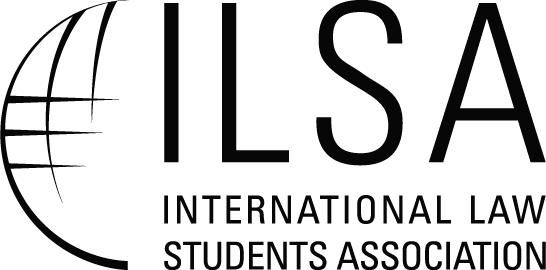 ILSA
INTERNATIONAL LAW
STUDENTS ASSOCIATION